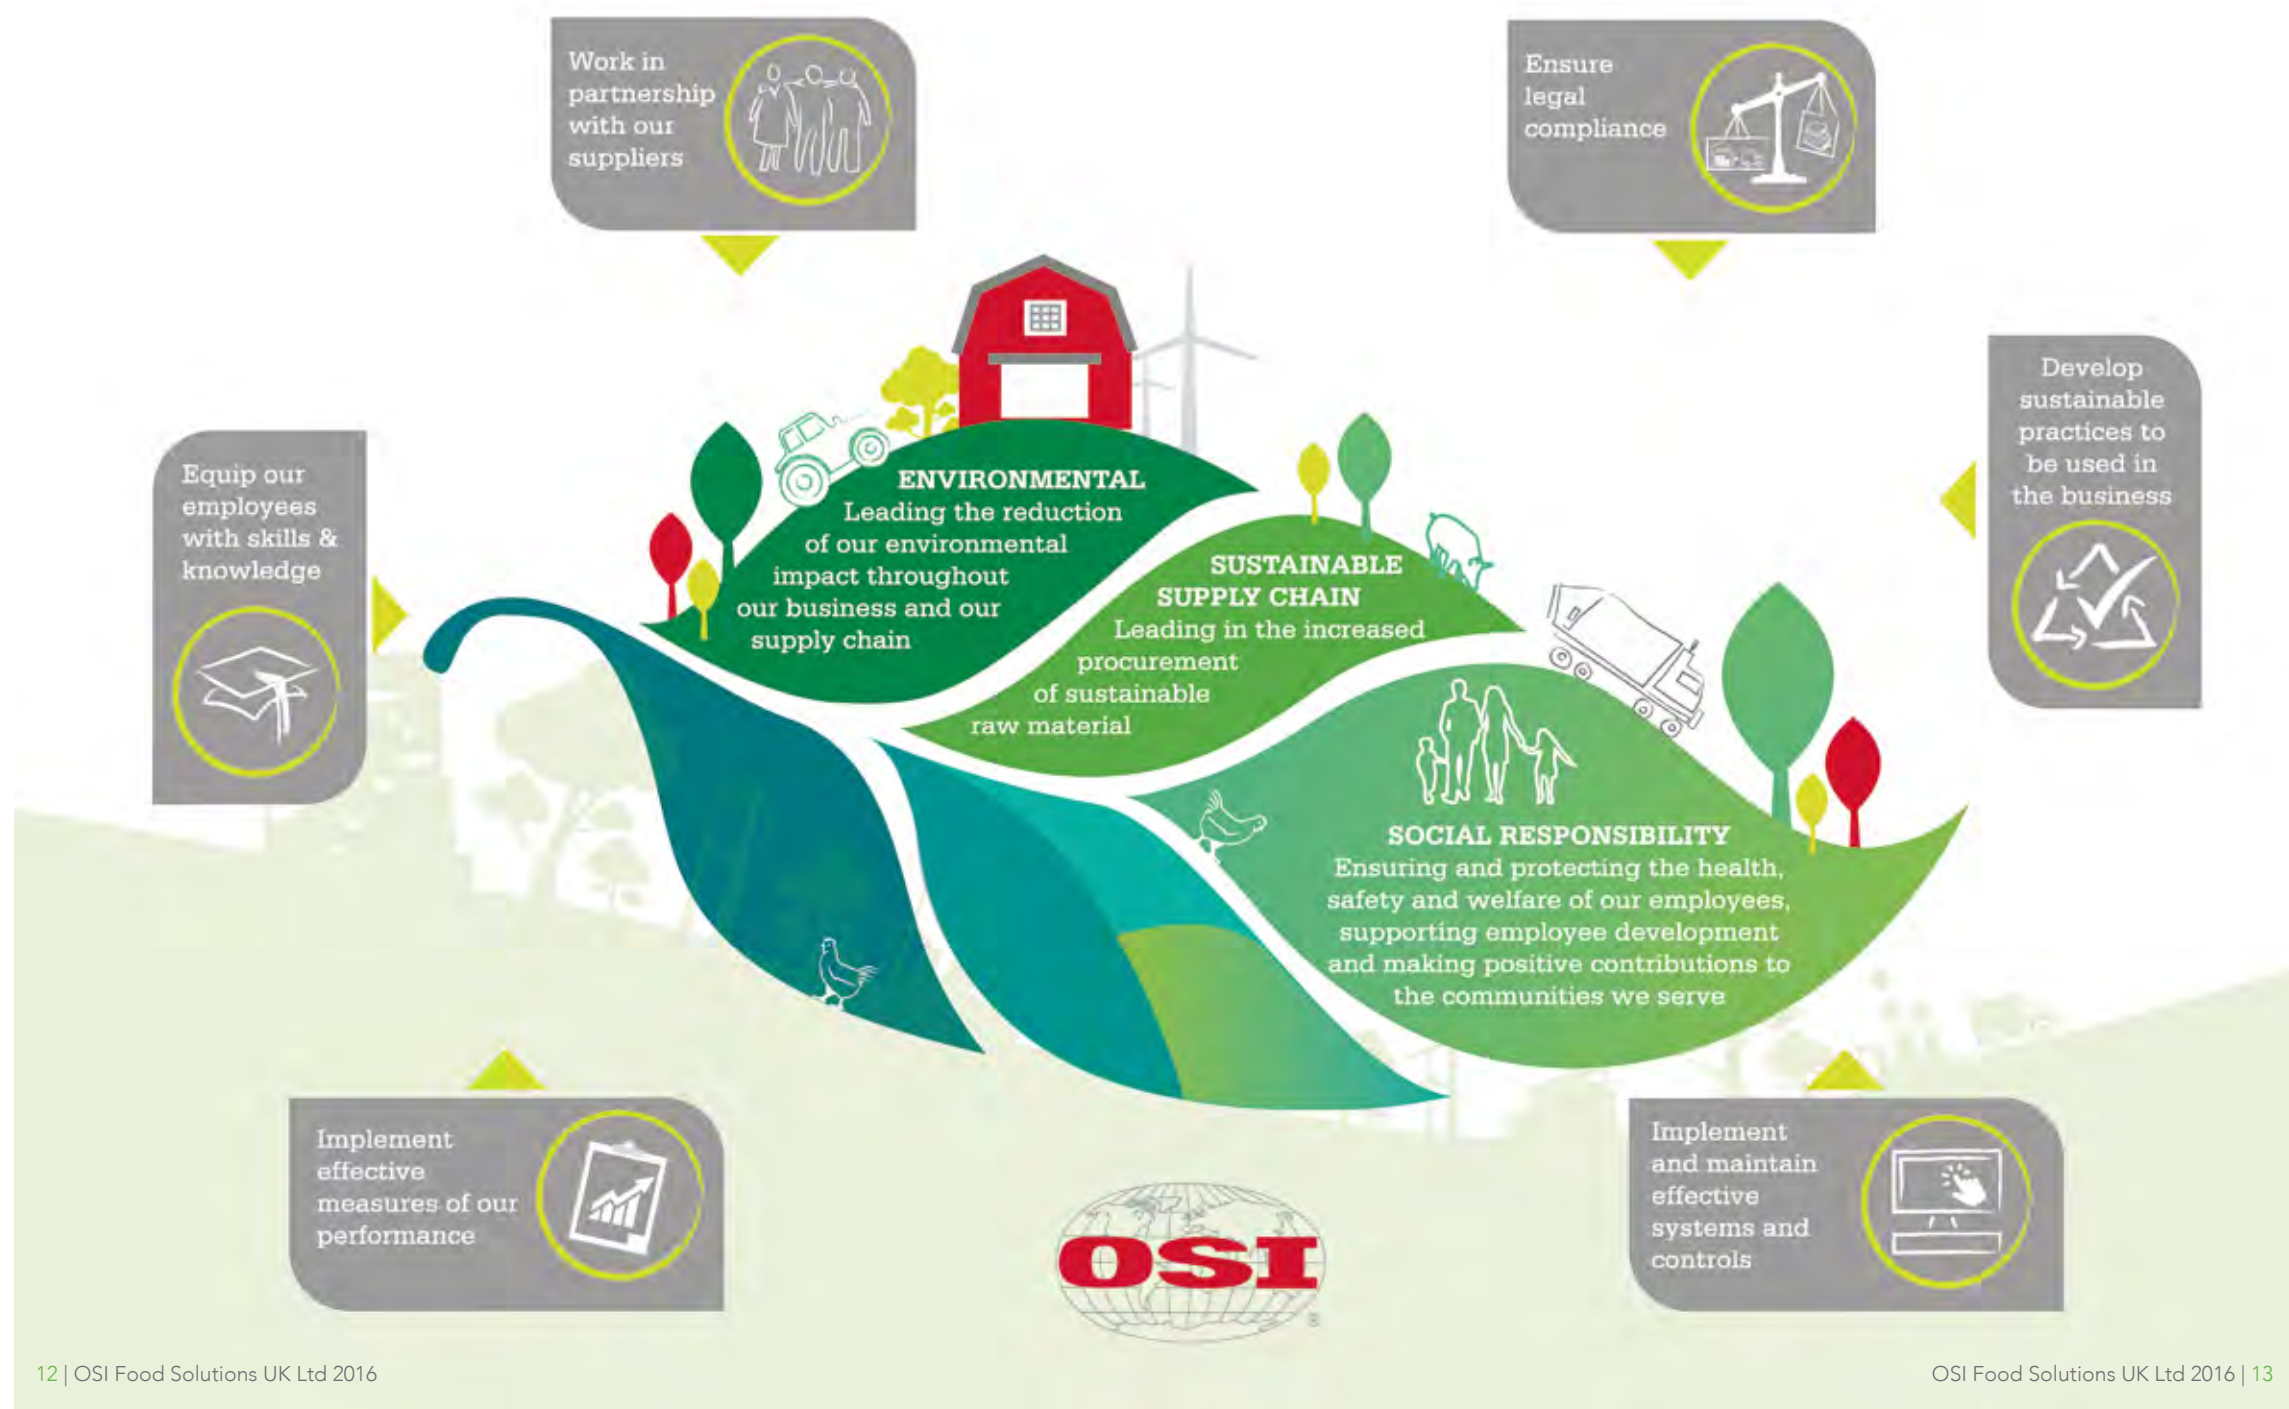 Work in
partnership
with our
suppliers
Ensure
legal
compliance
Develop
sustainable
practices to
be used in
the business
Equip our
employees
with skills &
knowledge
ENVIRONMENTAL
Leading the reduction
of our environmental
impact throughout
our business and our
supply chain
SUSTAINABLE
SUPPLY CHAIN
Leading in the increased
procurement
of sustainable
raw material
SOCIAL RESPONSIBILITY
Ensuring and protecting the health,
safety and welfare of our employees,
supporting employee development
and making positive contributions to
the communities we serve
Implement
effective
measures of our
performance
Implement
and maintain
effective
systems and
controls
OSI
®
12 | OSI Food Solutions UK Ltd 2016
OSI Food Solutions UK Ltd 2016 | 13